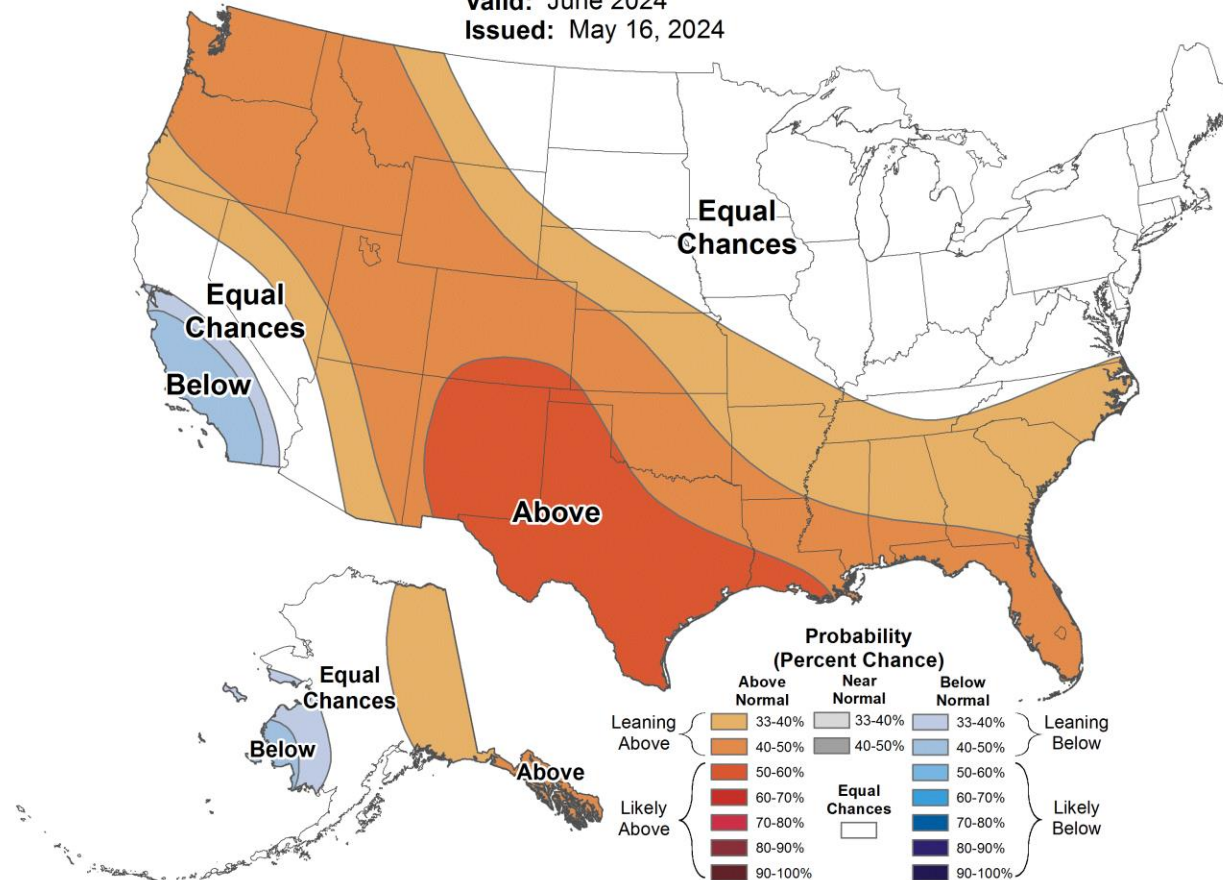 Valid: June 2024
Issued: May 16, 2024
Equal
Chances
Equal
Chances
Below
Above
Equal
Chances
Below
Above
Probability
(Percent Chance)
Above
Normal
Near
Normal
Below
Normal
Leaning
Above
33-40%
33-40%
33-40%
Leaning
Below
40-50%
40-50%
40-50%
Likely
Above
50-60%
50-60%
Likely
Below
60-70%
Equal
Chances
60-70%
70-80%
70-80%
80-90%
80-90%
90-100%
90-100%